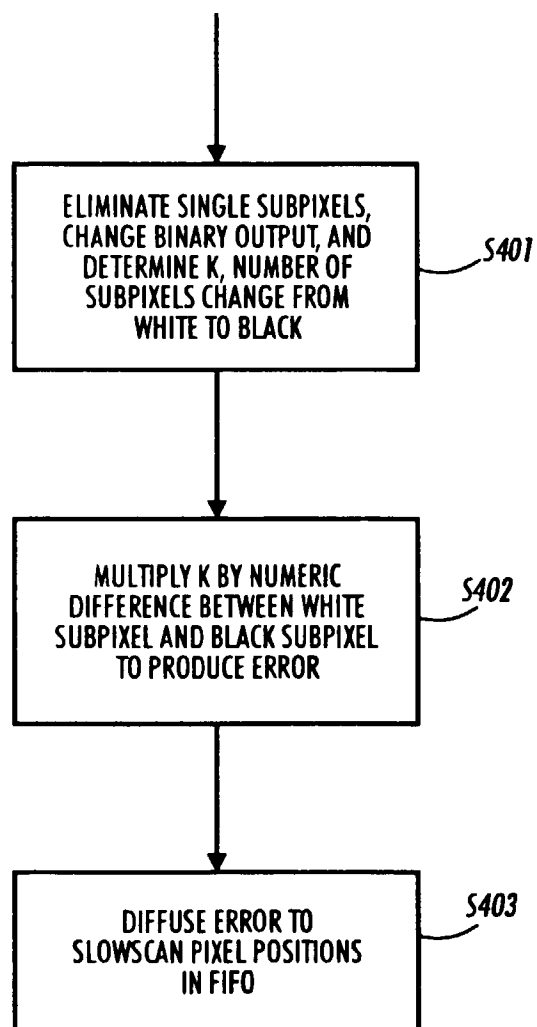 ELIMINATE SINGLE SUBPIXELS,
CHANGE BINARY OUTPUT, AND
DETERMINE K, NUMBER OF
SUBPIXELS CHANGE FROM
WHITE TO BLACK
S401
MULTIPLY K BY NUMERIC
DIFFERENCE BETWEEN WHITE
SUBPIXEL AND BLACK SUBPIXEL
TO PRODUCE ERROR
S402
DIFFUSE ERROR TO
SLOWSCAN PIXEL POSITIONS
IN FIFO
S403